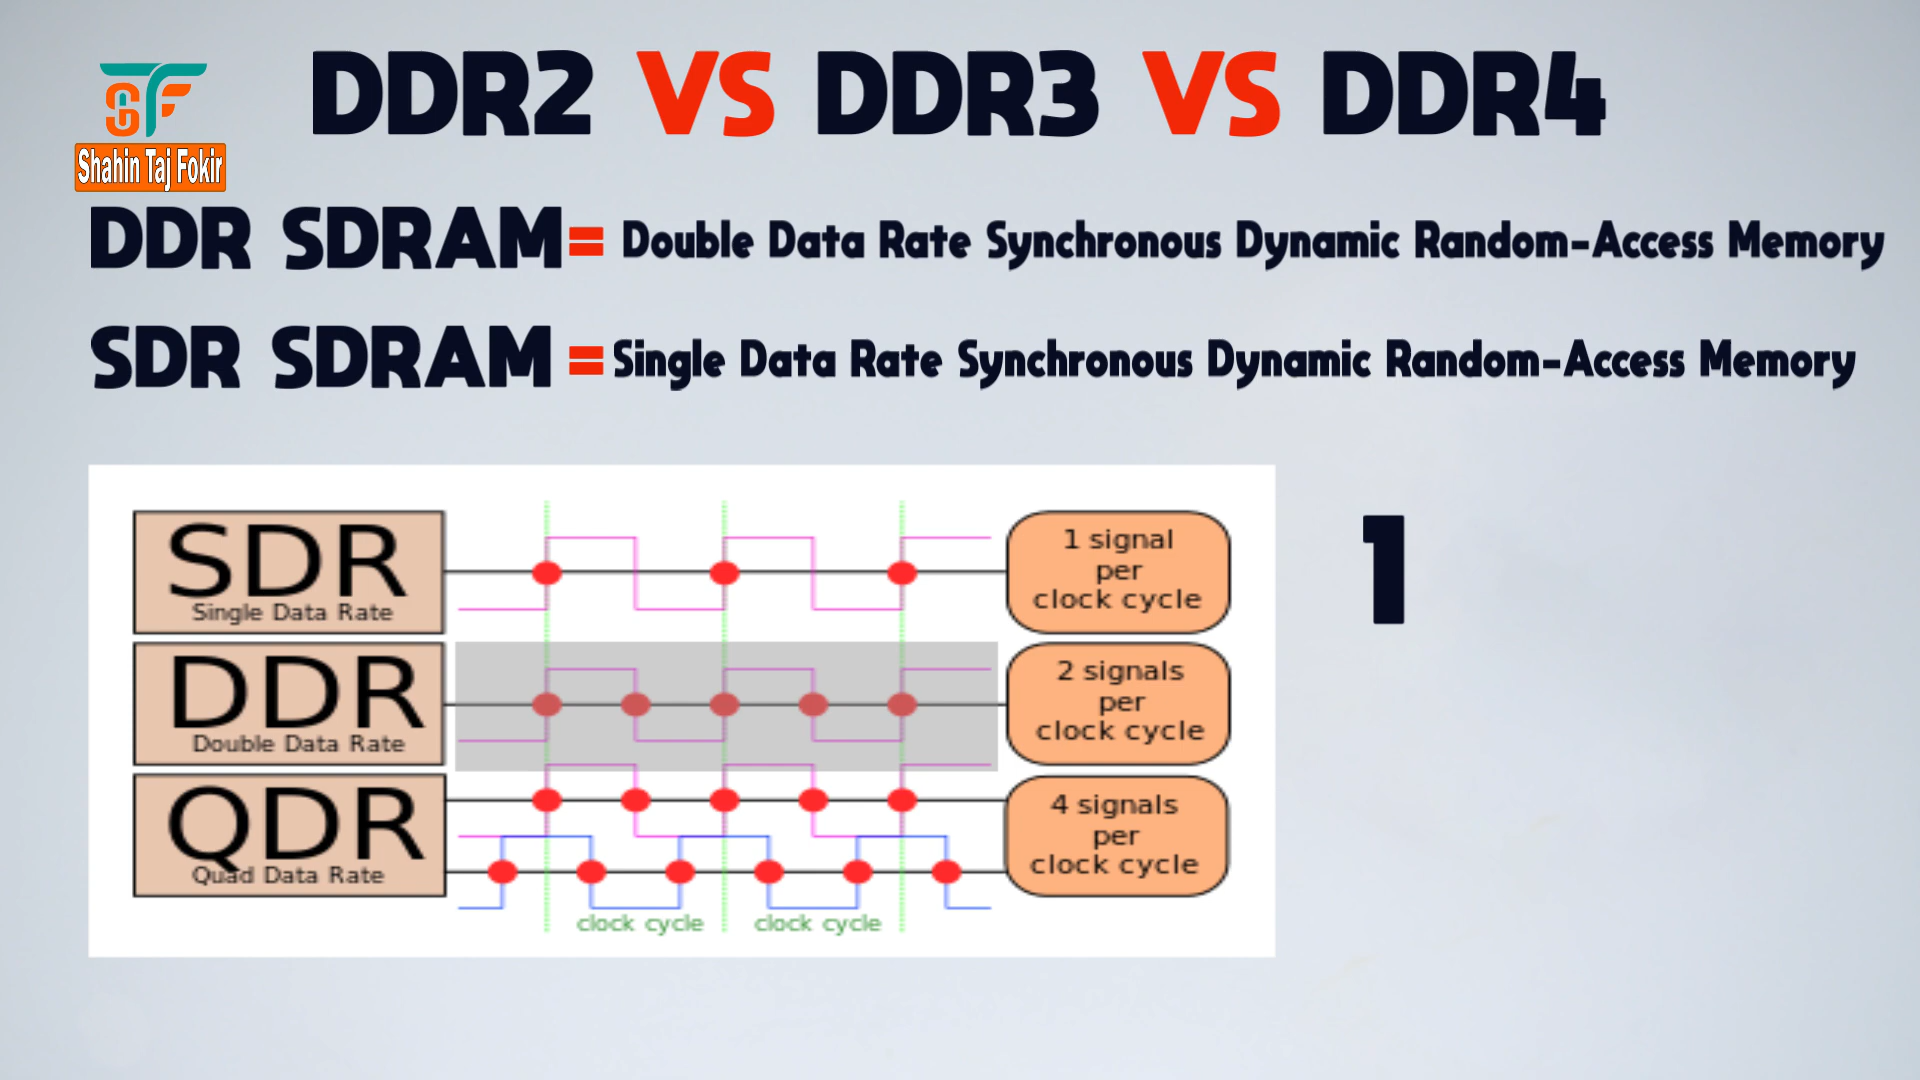 DDR2 VS DDR3 VS DDR4
STF
Shahin Taj Fokir
DDR SDRAM= Double Data Rate Synchronous Dynamic Random-Access Memory
SDR SDRAM =Single Data Rate Synchronous Dynamic Random-Access Memory
SDR
Single Data Rate
1 signal
per
clock cycle
1
DDR
Double Data Rate
2 signals
per
clock cycle
QDR
Quad Data Rate
4 signals
per
clock cycle
clock cycle clock cycle